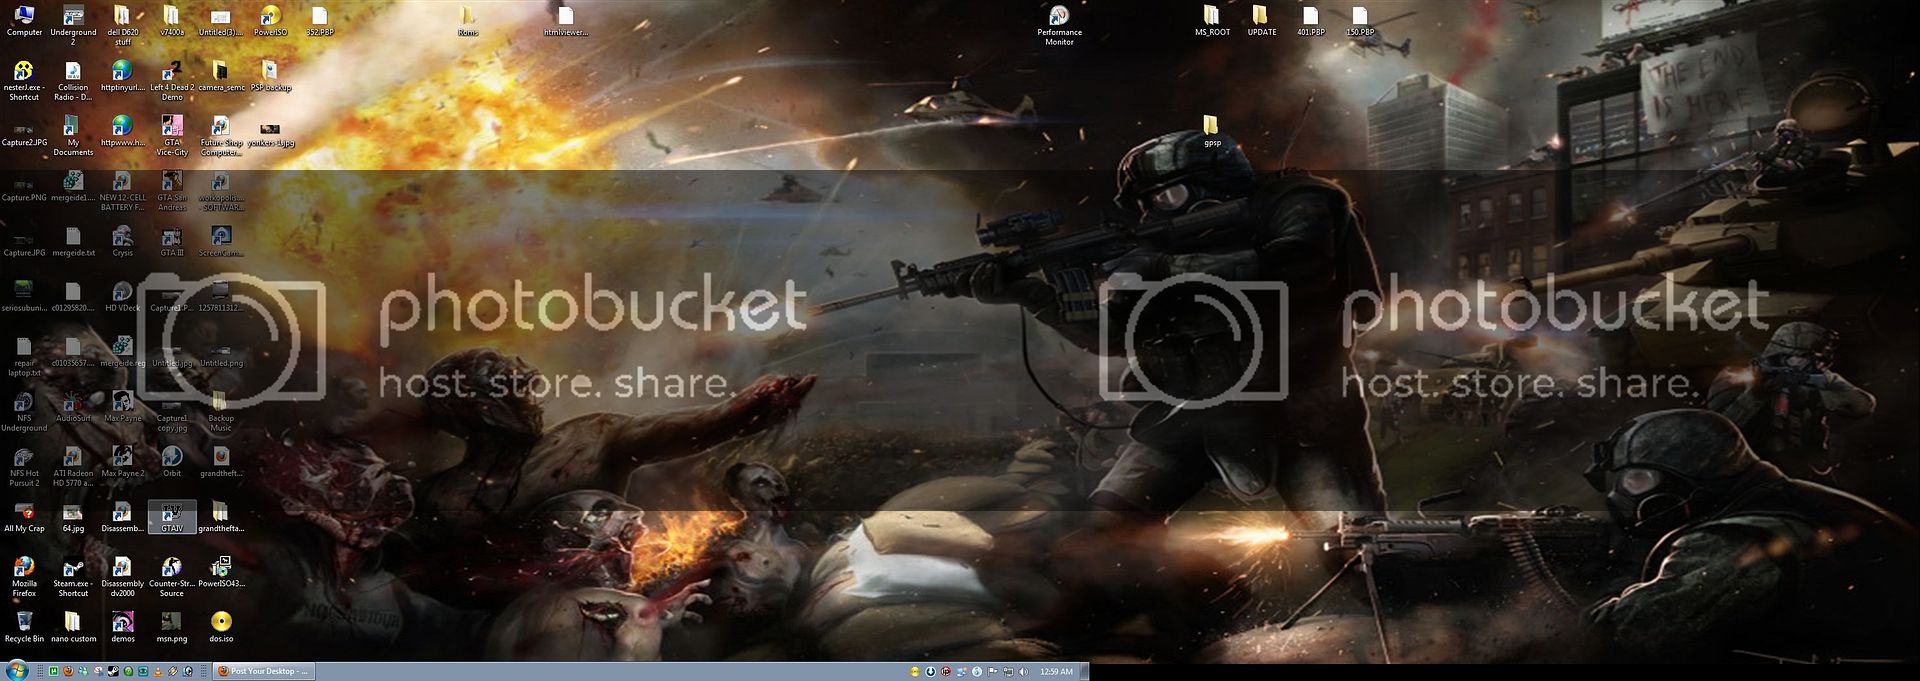 Computer
Underground
2
dell D620
stuff
v7400a
Untitled(3)....
PowerISO
352.PBP
Roms
htmlviewer...
Performance
Monitor
MS_ROOT
UPDATE
401.PBP
150.PBP
THE END
IS HERE
nesterJ.exe -
Shortcut
Collision
Radio - D...
httptinyurl....
Left 4 Dead 2
Demo
camera_semc
PSP backup
Capture2.JPG
My
Documents
httpwww.h...
GTA
Vice-City
Future Shop
Computer...
yonkers-1.jpg
gpsp
Capture.PNG
mergeide1....
NEW 12-CELL
BATTERY F...
GTA San
Andreas
workopolis....
- SOFTWAR...
Capture.JPG
mergeide.txt
Crysis
GTA III
ScreenCam...
seriosubuni...
c01295820....
HD VDeck
Capture1.P...
1257811312...
photobucket
host. store. share.
photobucket
host. store. share.
repair
laptop.txt
c01035657....
mergeide.reg
Untitled.jpg
Untitled.png
NFS
Underground
AudioSurf
Max Payne
Capture1
copy.jpg
Backup
Music
NFS Hot
Pursuit 2
ATI Radeon
HD 5770 a...
Max Payne 2
Orbit
grandtheft...
All My Crap
64.jpg
Disassemb...
GTAIV
grandthefta...
Mozilla
Firefox
Steam.exe -
Shortcut
Disassembly
dv2000
Counter-Str...
Source
PowerISO43...
Recycle Bin
nano custom
demos
msn.png
dos.iso
Post Your Desktop - ...
12:59 AM